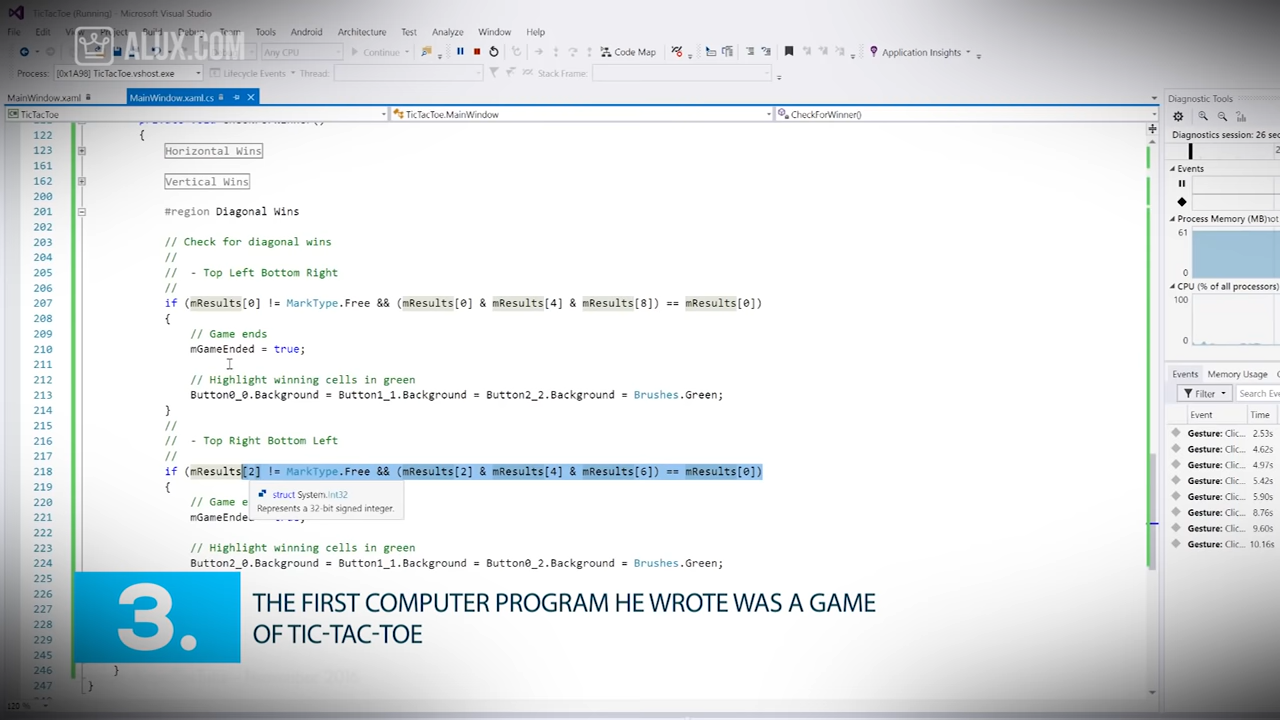 TicTacToe (Running) - Microsoft Visual Studio
ALUX.COM
File Edit Tools Android Architecture Test Analyze Window Help
Any CPU Continue Code Map Application Insights
Process: [0x1A98] TicTacToe.vshost.exe Lifecycle Events Thread: Stack Frame:
MainWindow.xaml MainWindow.xaml.cs
TicTacToe TicTacToe.MainWindow CheckForWinner()
Diagnostic Tools
Diagnostics session: 26 sec
Events
Process Memory (MB)
61
0
CPU (% of all processors)
100
0
Events Memory Usage
Filter Search Eve
Event Time
Gesture: Clic... 2.53s
Gesture: Clic... 4.62s
Gesture: Clic... 4.97s
Gesture: Clic... 5.42s
Gesture: Clic... 5.90s
Gesture: Clic... 8.76s
Gesture: Clic... 9.60s
Gesture: Clic... 10.16s
122 {
123 Horizontal Wins
161
162 Vertical Wins
200
201 #region Diagonal Wins
202
203 // Check for diagonal wins
204 //
205 // - Top Left Bottom Right
206 //
207 if (mResults[0] != MarkType.Free && (mResults[0] & mResults[4] & mResults[8]) == mResults[0])
208 {
209 // Game ends
210 mGameEnded = true;
211
212 // Highlight winning cells in green
213 Button0_0.Background = Button1_1.Background = Button2_2.Background = Brushes.Green;
214 }
215 //
216 // - Top Right Bottom Left
217 //
218 if (mResults[2] != MarkType.Free && (mResults[2] & mResults[4] & mResults[6]) == mResults[0])
219 {
struct System.Int32
Represents a 32-bit signed integer.
220 // Game e
221 mGameEnded
222
223 // Highlight winning cells in green
224 Button2_0.Background = Button1_1.Background = Button0_2.Background = Brushes.Green;
225
226
227
228
229
246 }
247 }
120 %
3. THE FIRST COMPUTER PROGRAM HE WROTE WAS A GAME
OF TIC-TAC-TOE